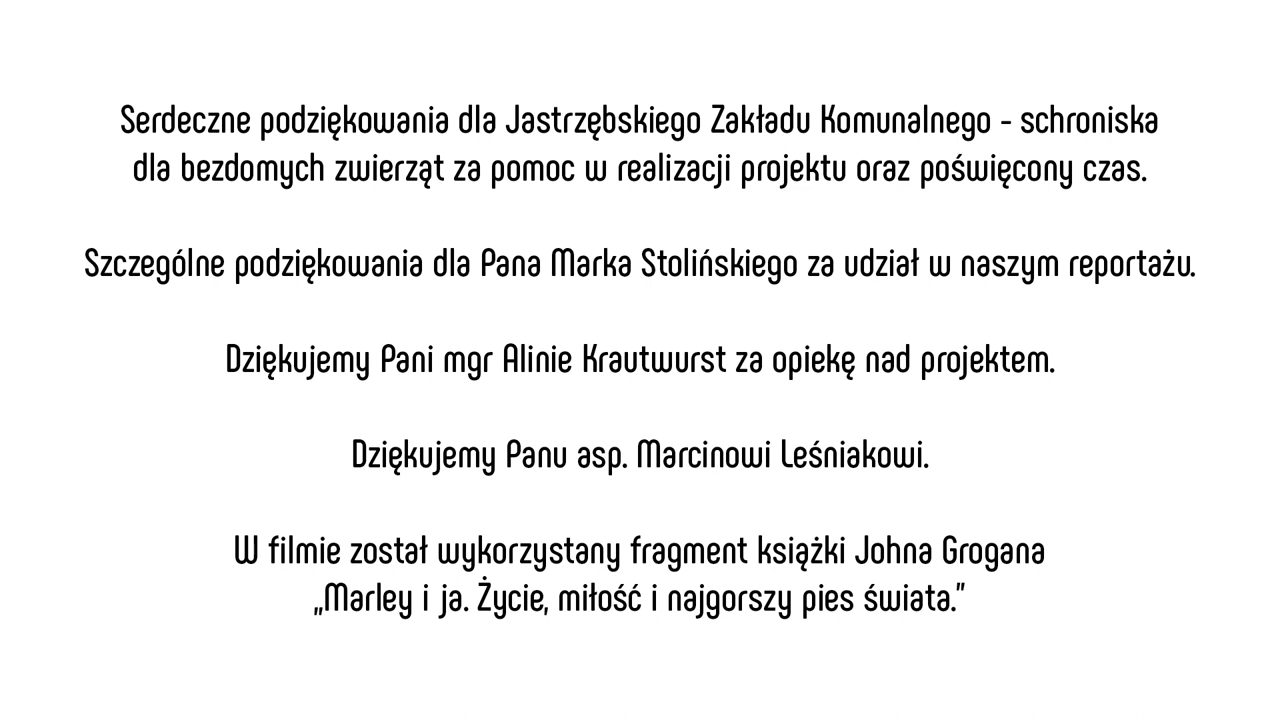 Serdeczne podziękowania dla Jastrzębskiego Zakładu Komunalnego - schroniska
dla bezdomych zwierząt za pomoc w realizacji projektu oraz poświęcony czas.
Szczególne podziękowania dla Pana Marka Stolińskiego za udział w naszym reportażu.
Dziękujemy Pani mgr Alinie Krautwurst za opiekę nad projektem.
Dziękujemy Panu asp. Marcinowi Leśniakowi.
W filmie został wykorzystany fragment książki Johna Grogana
„Marley i ja. Życie, miłość i najgorszy pies świata.”